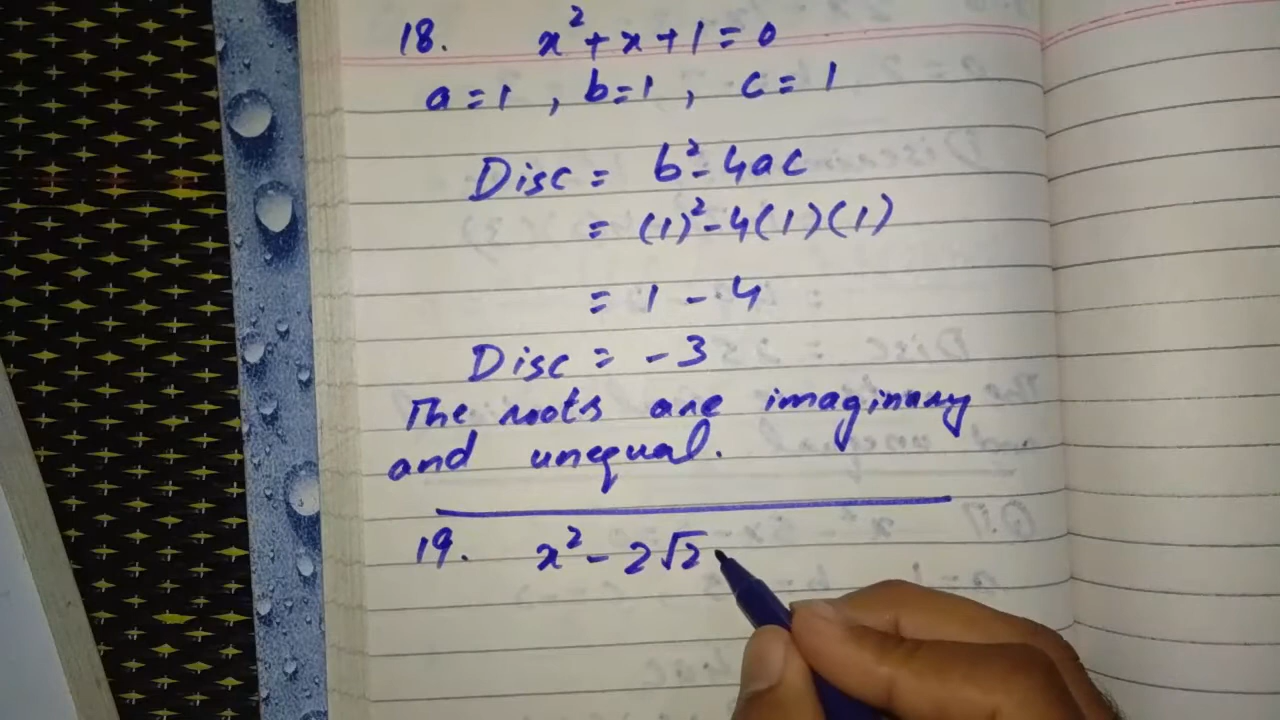 18. x²+x+1=0
a=1 , b=1 , c=1
Disc = b²-4ac
= (1)²-4(1)(1)
= 1 - 4
Disc = -3
The roots are imaginary
and unequal.
19. x²-2√2